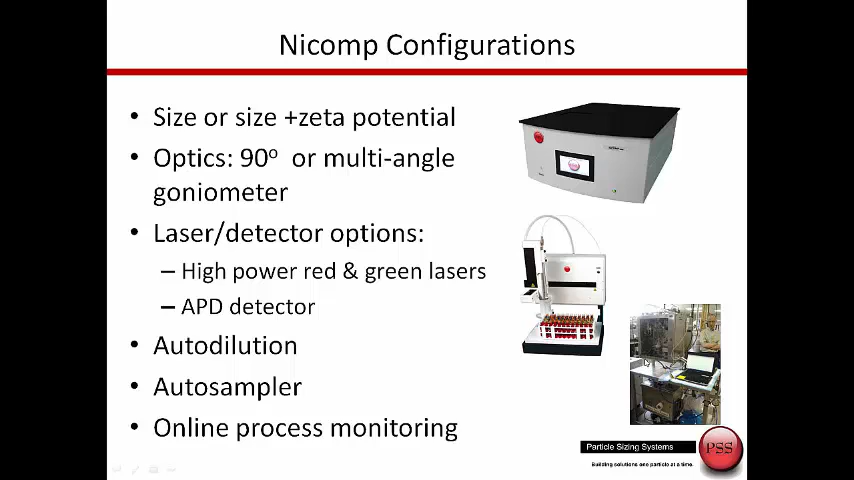 Nicomp Configurations
• Size or size +zeta potential
• Optics: 90° or multi-angle
goniometer
• Laser/detector options:
– High power red & green lasers
– APD detector
• Autodilution
• Autosampler
• Online process monitoring
Particle Sizing Systems
PSS
Building solutions one particle at a time.